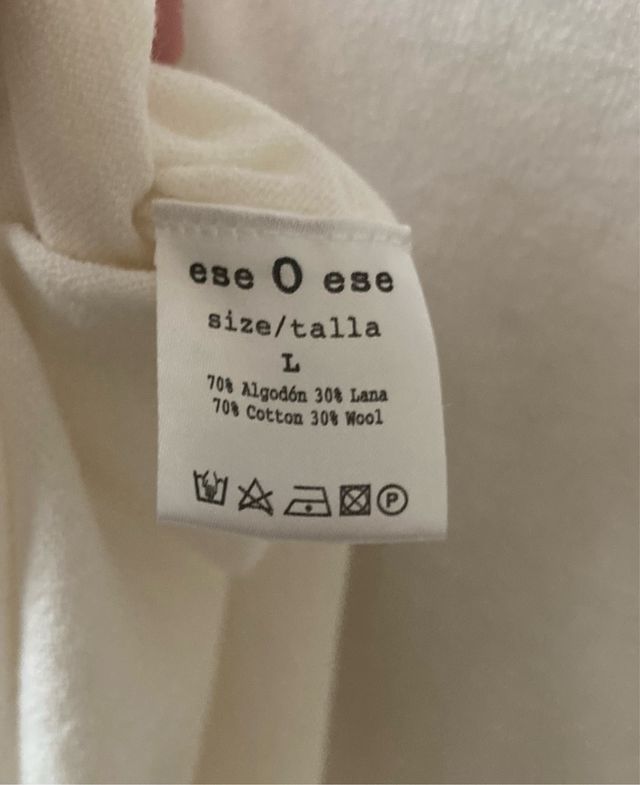 ese O ese
size/talla
L
70% Algodón 30% Lana
70% Cotton 30% Wool
P